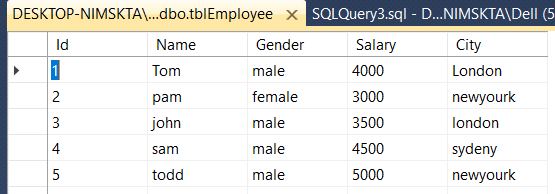 DESKTOP-NIMSKTA\...dbo.tblEmployee SQLQuery3.sql - D...NIMSKTA\Dell (5
Id Name Gender Salary City
1 Tom male 4000 London
2 pam female 3000 newyourk
3 john male 3500 london
4 sam male 4500 sydeny
5 todd male 5000 newyourk